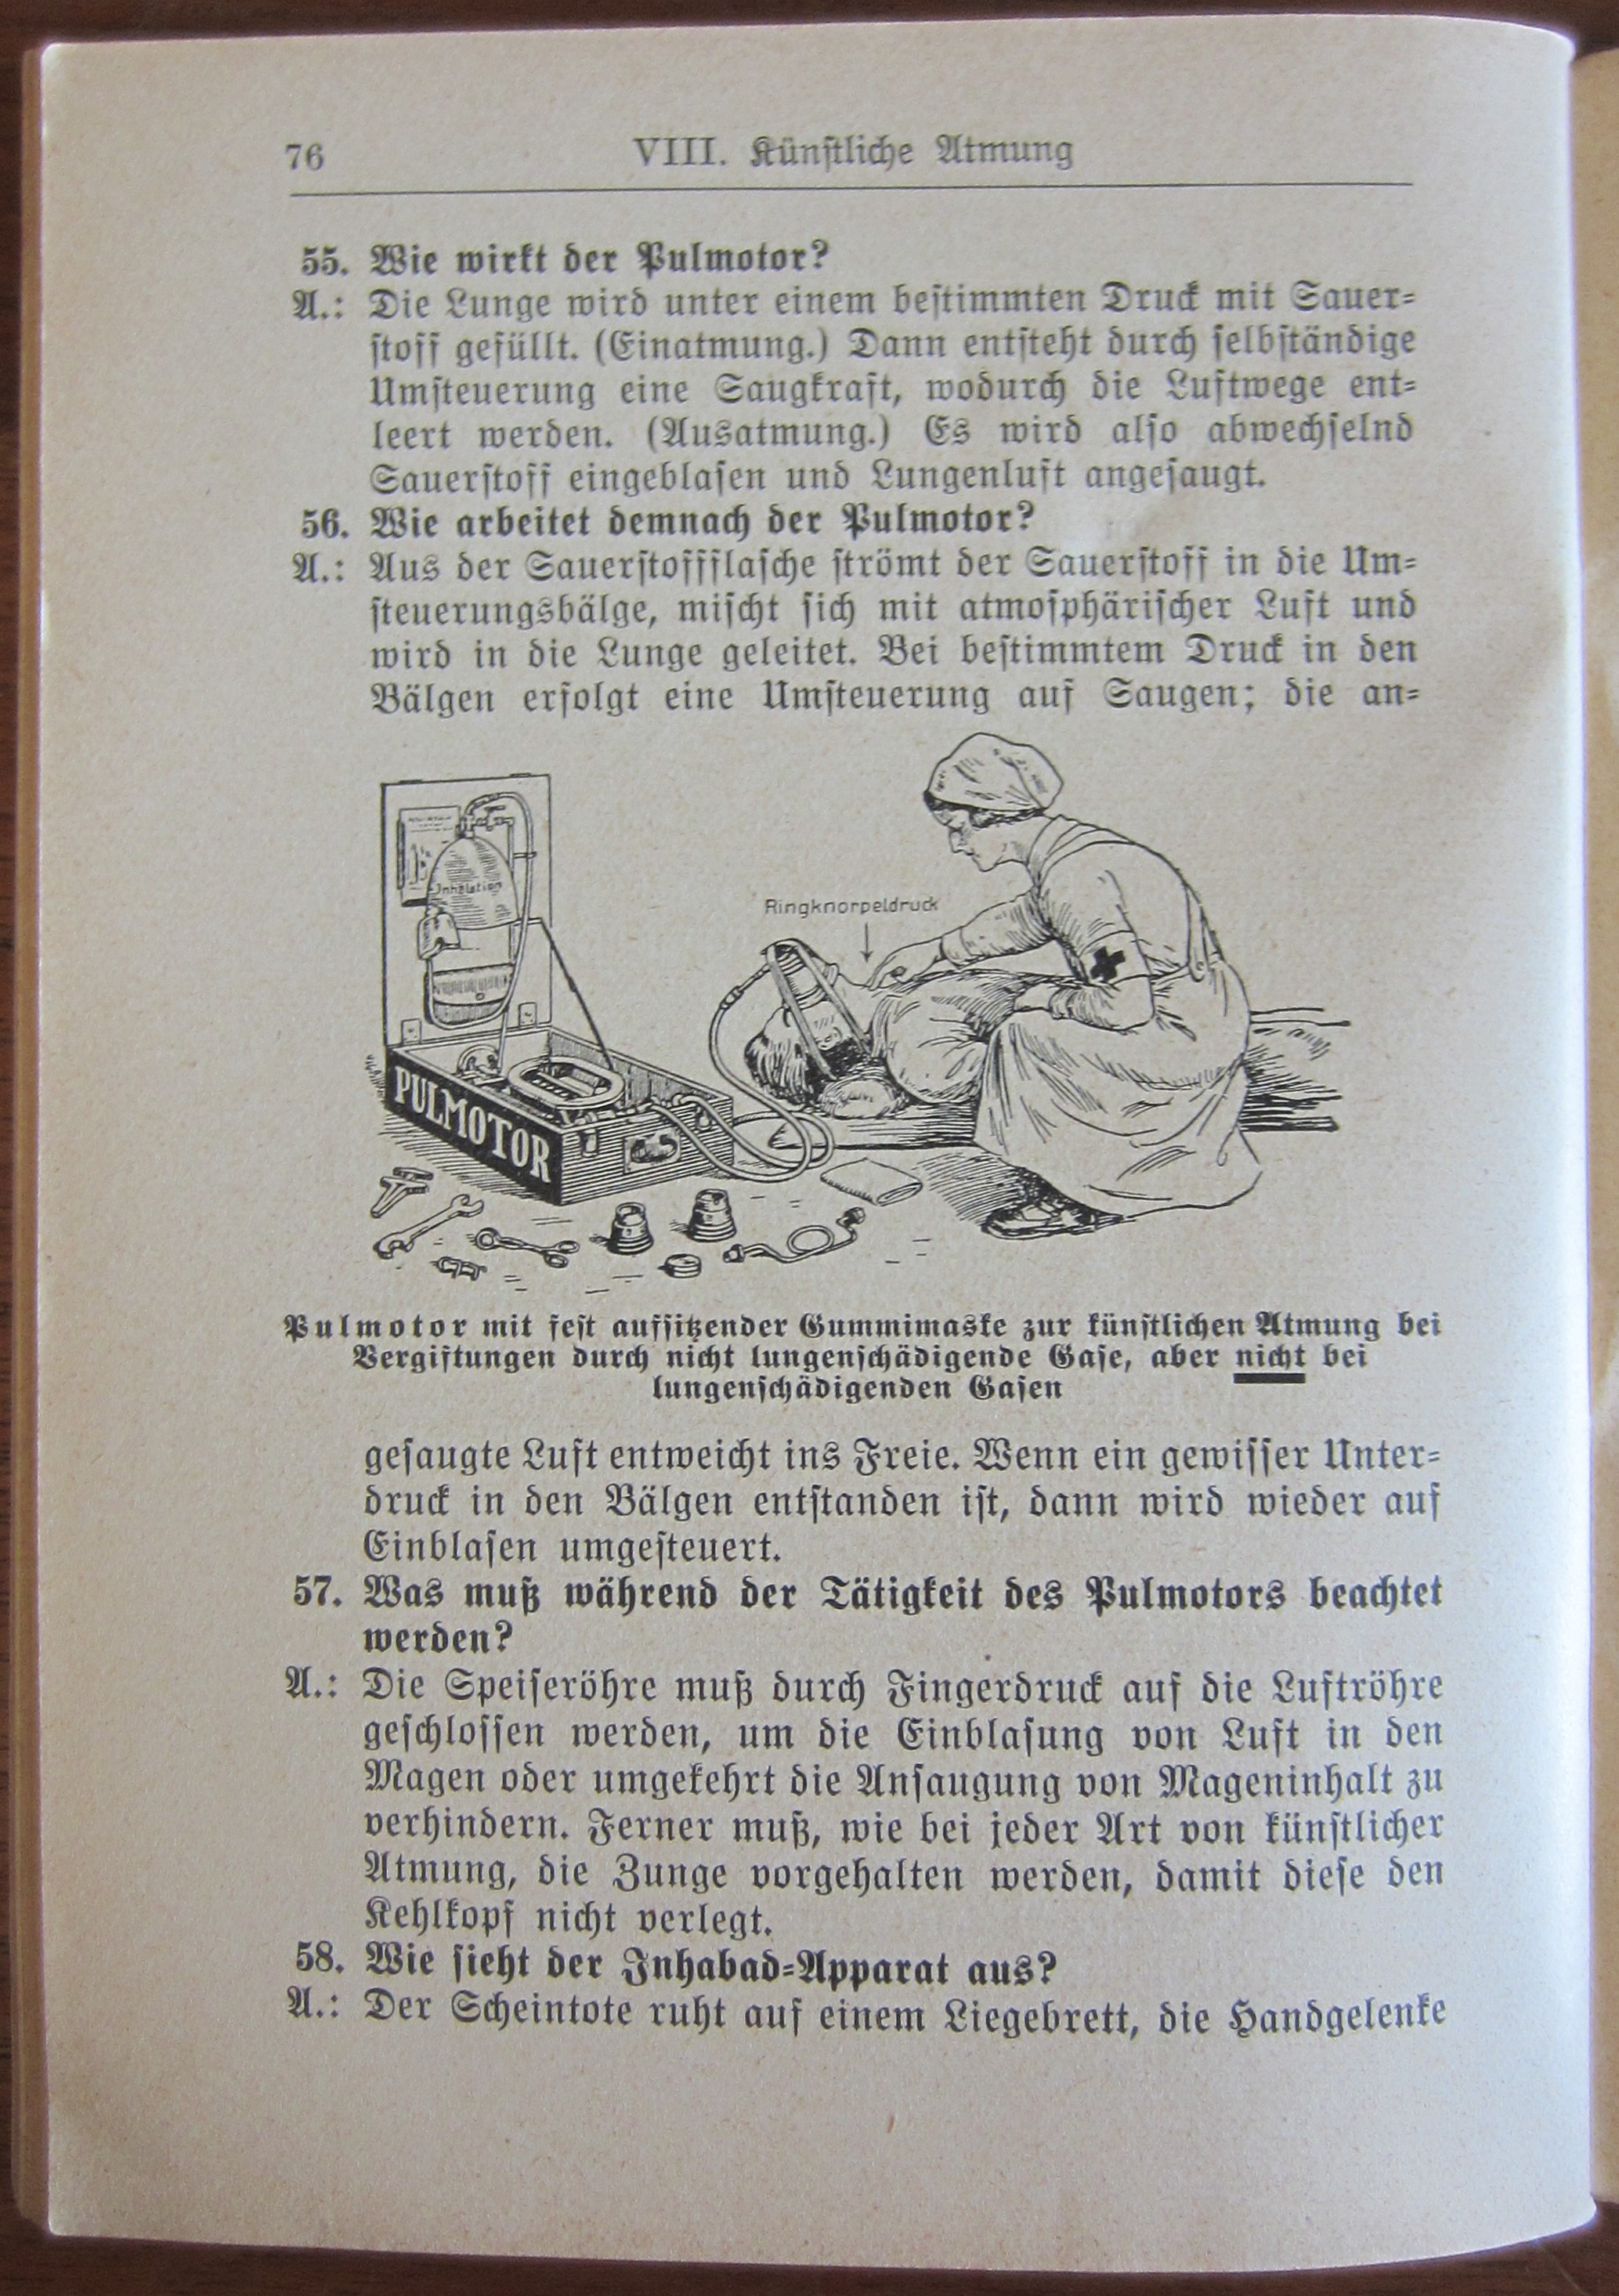 76
VIII. Künſtliche Atmung
55. Wie wirkt der Pulmotor?
A.: Die Lunge wird unter einem beſtimmten Druck mit Sauer=
ſtoff gefüllt. (Einatmung.) Dann entſteht durch ſelbſtändige
Umſteuerung eine Saugkraft, wodurch die Luftwege ent=
leert werden. (Ausatmung.) Es wird alſo abwechſelnd
Sauerſtoff eingeblaſen und Lungenluft angeſaugt.
56. Wie arbeitet demnach der Pulmotor?
A.: Aus der Sauerſtoffflaſche ſtrömt der Sauerſtoff in die Um=
ſteuerungsbälge, miſcht ſich mit atmoſphäriſcher Luft und
wird in die Lunge geleitet. Bei beſtimmtem Druck in den
Bälgen erfolgt eine Umſteuerung auf Saugen; die an=
Inhalation
Ringknorpeldruck
PULMOTOR
Pulmotor mit feſt aufſitzender Gummimaske zur künſtlichen Atmung bei
Vergiftungen durch nicht lungenſchädigende Gaſe, aber nicht bei
lungenſchädigenden Gaſen
geſaugte Luft entweicht ins Freie. Wenn ein gewiſſer Unter=
druck in den Bälgen entſtanden iſt, dann wird wieder auf
Einblaſen umgeſteuert.
57. Was muß während der Tätigkeit des Pulmotors beachtet
werden?
A.: Die Speiſeröhre muß durch Fingerdruck auf die Luftröhre
geſchloſſen werden, um die Einblaſung von Luft in den
Magen oder umgekehrt die Anſaugung von Mageninhalt zu
verhindern. Ferner muß, wie bei jeder Art von künſtlicher
Atmung, die Zunge vorgehalten werden, damit dieſe den
Kehlkopf nicht verlegt.
58. Wie ſieht der Inhabad=Apparat aus?
A.: Der Scheintote ruht auf einem Liegebrett, die Handgelenke